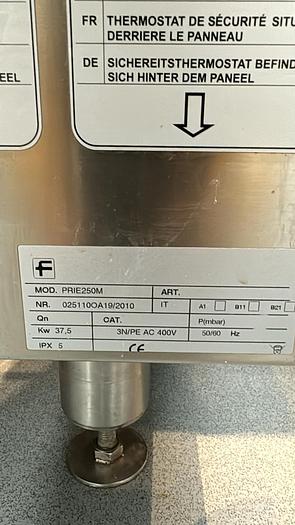 FR THERMOSTAT DE SÉCURITÉ SITU
DERRIERE LE PANNEAU
EEL
DE SICHEREITSTHERMOSTAT BEFIND
SICH HINTER DEM PANEEL
F
MOD. PRIE250M ART.
NR. 025110OA19/2010 IT A1 B11 B21
Qn CAT. P(mbar)
Kw 37,5 3N/PE AC 400V 50/60 Hz
IPX 5 CE